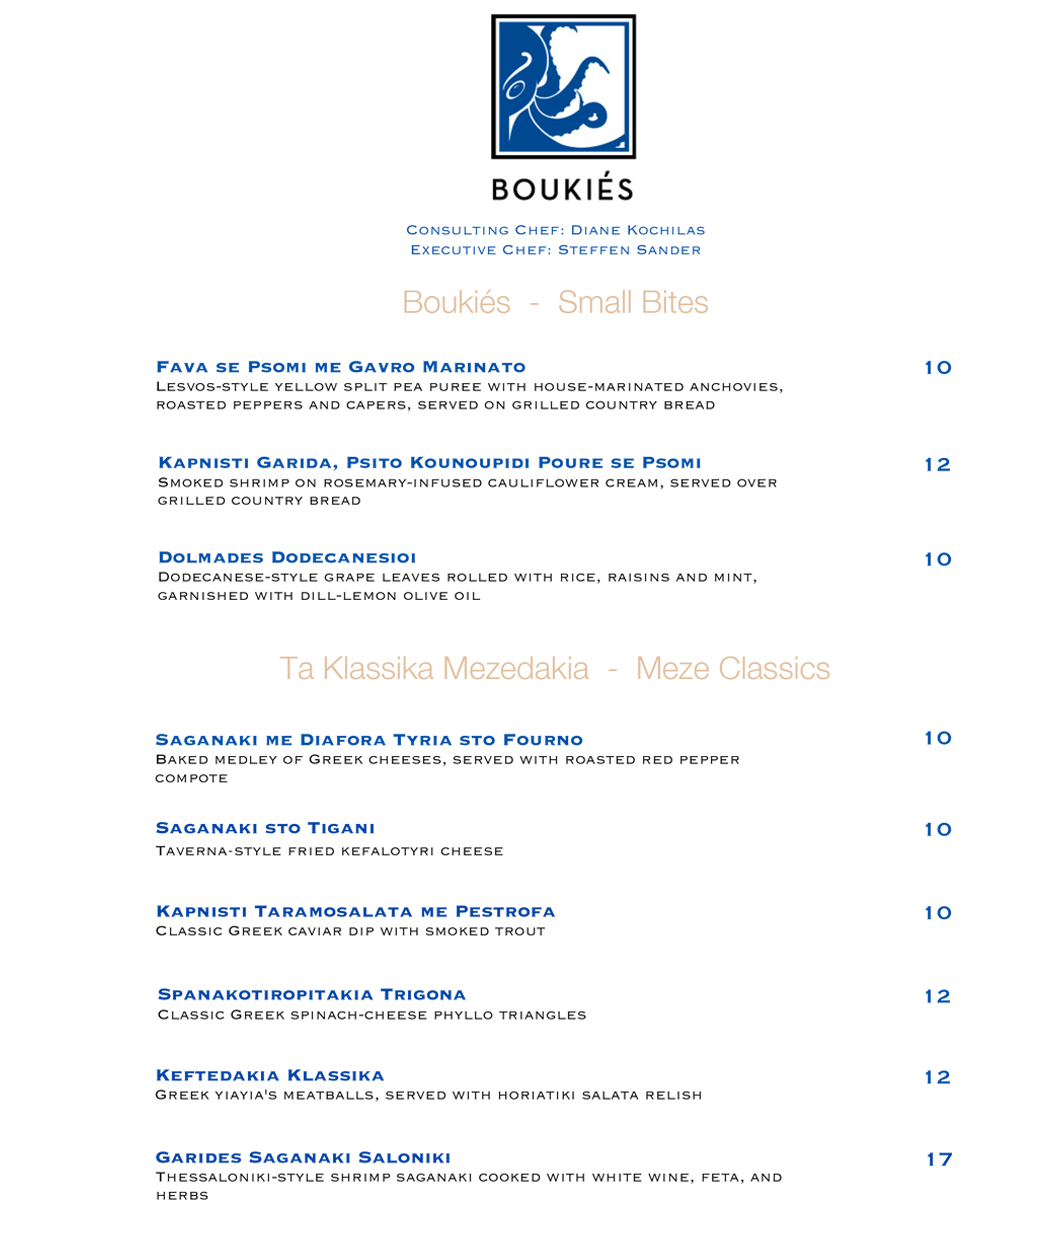 BOUKIÉS
Consulting Chef: Diane Kochilas
Executive Chef: Steffen Sander
Boukiés - Small Bites
Fava se Psomi me Gavro Marinato 10
Lesvos-style yellow split pea puree with house-marinated anchovies,
roasted peppers and capers, served on grilled country bread
Kapnisti Garida, Psito Kounoupidi Poure se Psomi 12
Smoked shrimp on rosemary-infused cauliflower cream, served over
grilled country bread
Dolmades Dodecanesioi 10
Dodecanese-style grape leaves rolled with rice, raisins and mint,
garnished with dill-lemon olive oil
Ta Klassika Mezedakia - Meze Classics
Saganaki me Diafora Tyria sto Fourno 10
Baked medley of Greek cheeses, served with roasted red pepper
compote
Saganaki sto Tigani 10
Taverna-style fried kefalotyri cheese
Kapnisti Taramosalata me Pestrofa 10
Classic Greek caviar dip with smoked trout
Spanakotiropitakia Trigona 12
Classic Greek spinach-cheese phyllo triangles
Keftedakia Klassika 12
Greek yiayia's meatballs, served with horiatiki salata relish
Garides Saganaki Saloniki 17
Thessaloniki-style shrimp saganaki cooked with white wine, feta, and
herbs